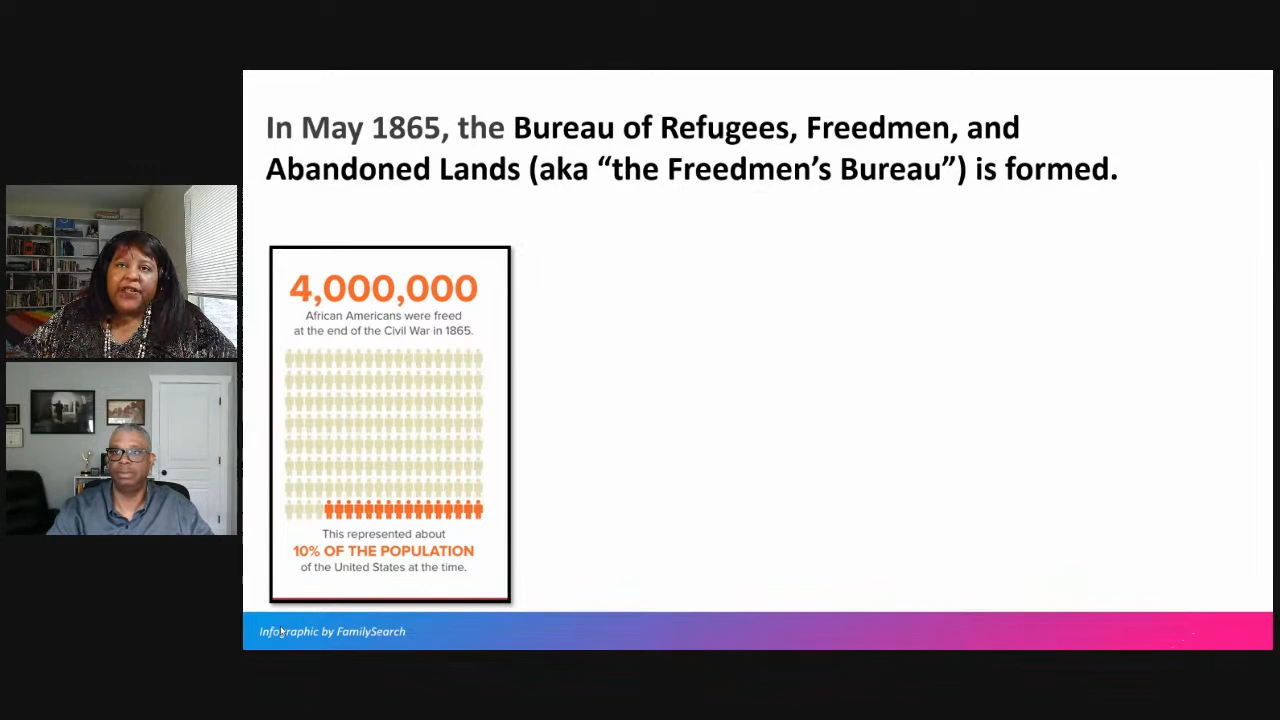 In May 1865, the Bureau of Refugees, Freedmen, and
Abandoned Lands (aka “the Freedmen’s Bureau”) is formed.
4,000,000
African Americans were freed
at the end of the Civil War in 1865.
This represented about
10% OF THE POPULATION
of the United States at the time.
Infographic by FamilySearch